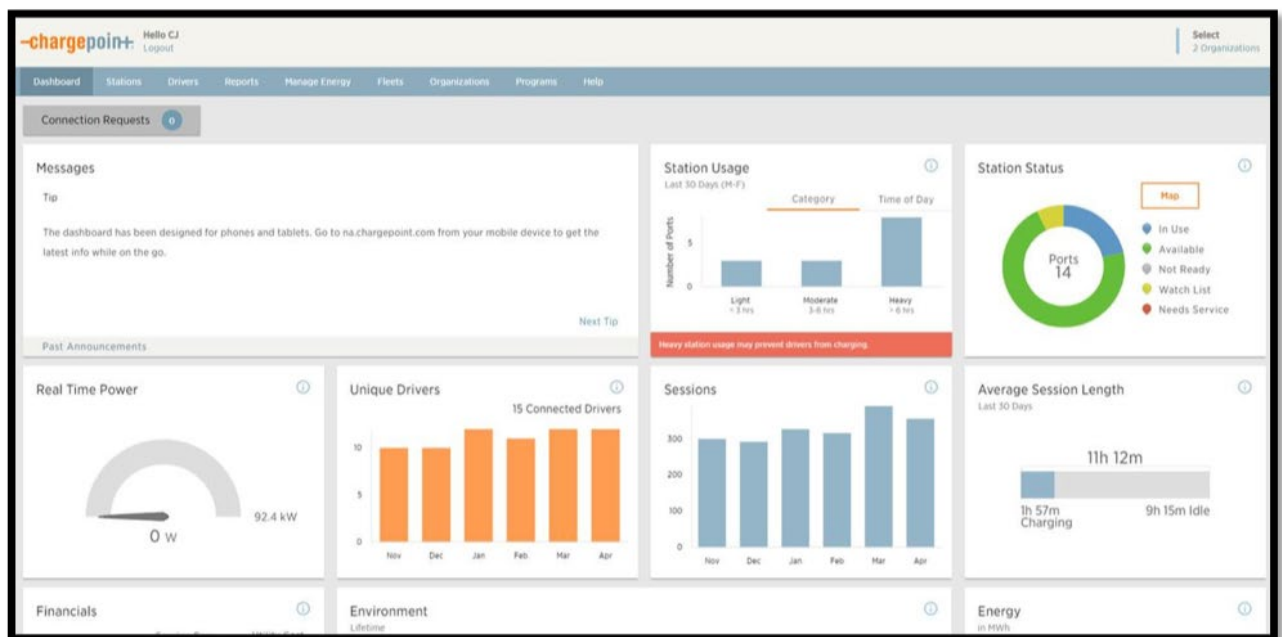 -chargepoin+.
Hello CJ
Logout
Select
2 Organizations
Dashboard Stations Drivers Reports Manage Energy Fleets Organizations Programs Help
Connection Requests 0
Messages
Tip
The dashboard has been designed for phones and tablets. Go to na.chargepoint.com from your mobile device to get the
latest info while on the go.
Next Tip
Past Announcements
Station Usage
Last 30 Days (M-F)
Category Time of Day
Number of Ports
5
0
Light Moderate Heavy
< 3 hrs 3-6 hrs > 6 hrs
Heavy station usage may prevent drivers from charging.
Station Status
Map
Ports
14
In Use
Available
Not Ready
Watch List
Needs Service
Real Time Power
92.4 kW
0 W
Unique Drivers
15 Connected Drivers
10
5
0
Nov Dec Jan Feb Mar Apr
Sessions
300
200
100
0
Nov Dec Jan Feb Mar Apr
Average Session Length
Last 30 Days
11h 12m
1h 57m
Charging
9h 15m Idle
Financials
Environment
Lifetime
Energy
in MWh